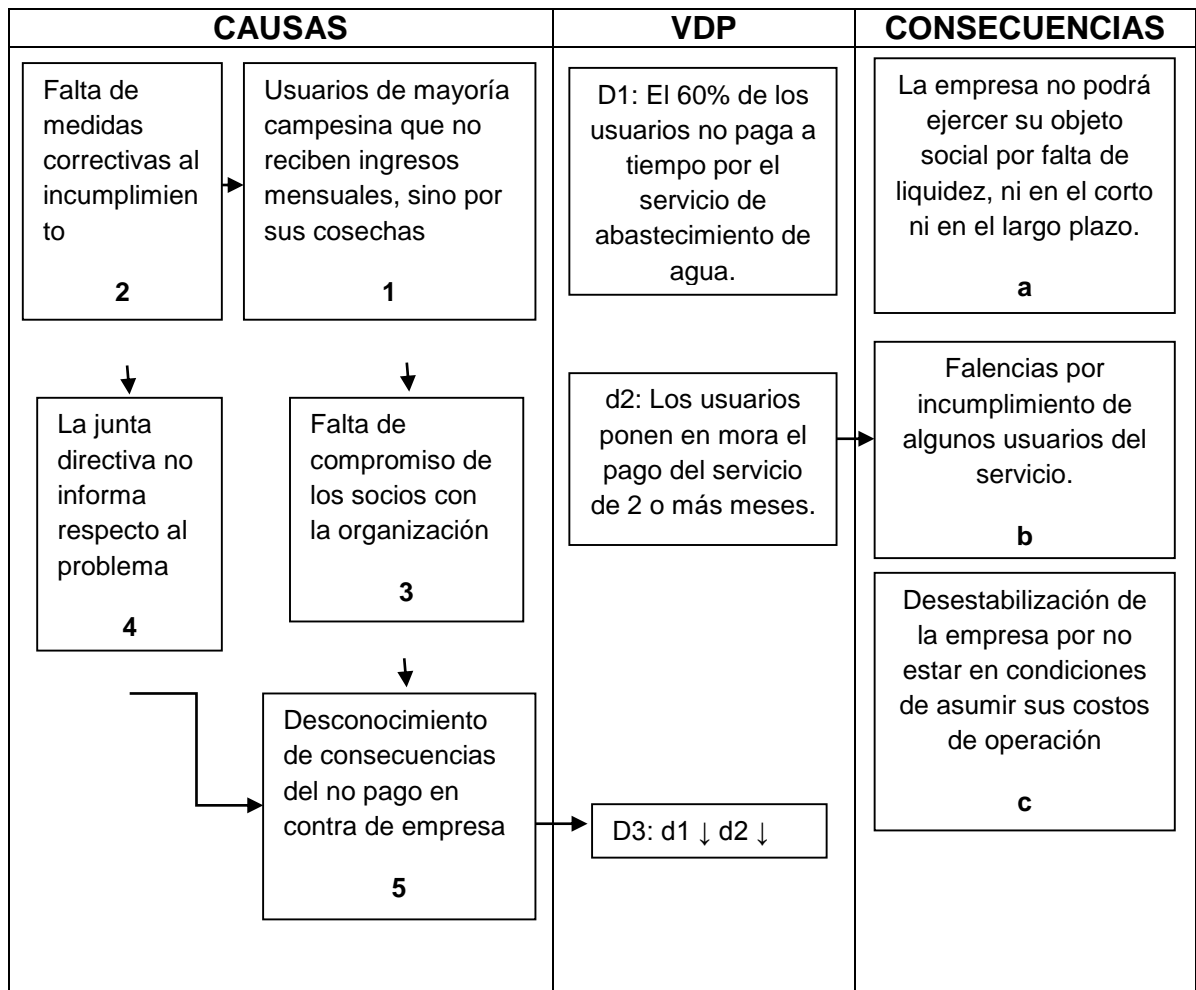 CAUSAS
VDP
CONSECUENCIAS
Falta de
medidas
correctivas al
incumplimien
to
2
Usuarios de mayoría
campesina que no
reciben ingresos
mensuales, sino por
sus cosechas
1
La junta
directiva no
informa
respecto al
problema
4
Falta de
compromiso de
los socios con
la organización
3
Desconocimiento
de consecuencias
del no pago en
contra de empresa
5
D1: El 60% de los
usuarios no paga a
tiempo por el
servicio de
abastecimiento de
agua.
d2: Los usuarios
ponen en mora el
pago del servicio
de 2 o más meses.
D3: d1 ↓ d2 ↓
La empresa no podrá
ejercer su objeto
social por falta de
liquidez, ni en el corto
ni en el largo plazo.
a
Falencias por
incumplimiento de
algunos usuarios del
servicio.
b
Desestabilización de
la empresa por no
estar en condiciones
de asumir sus costos
de operación
c